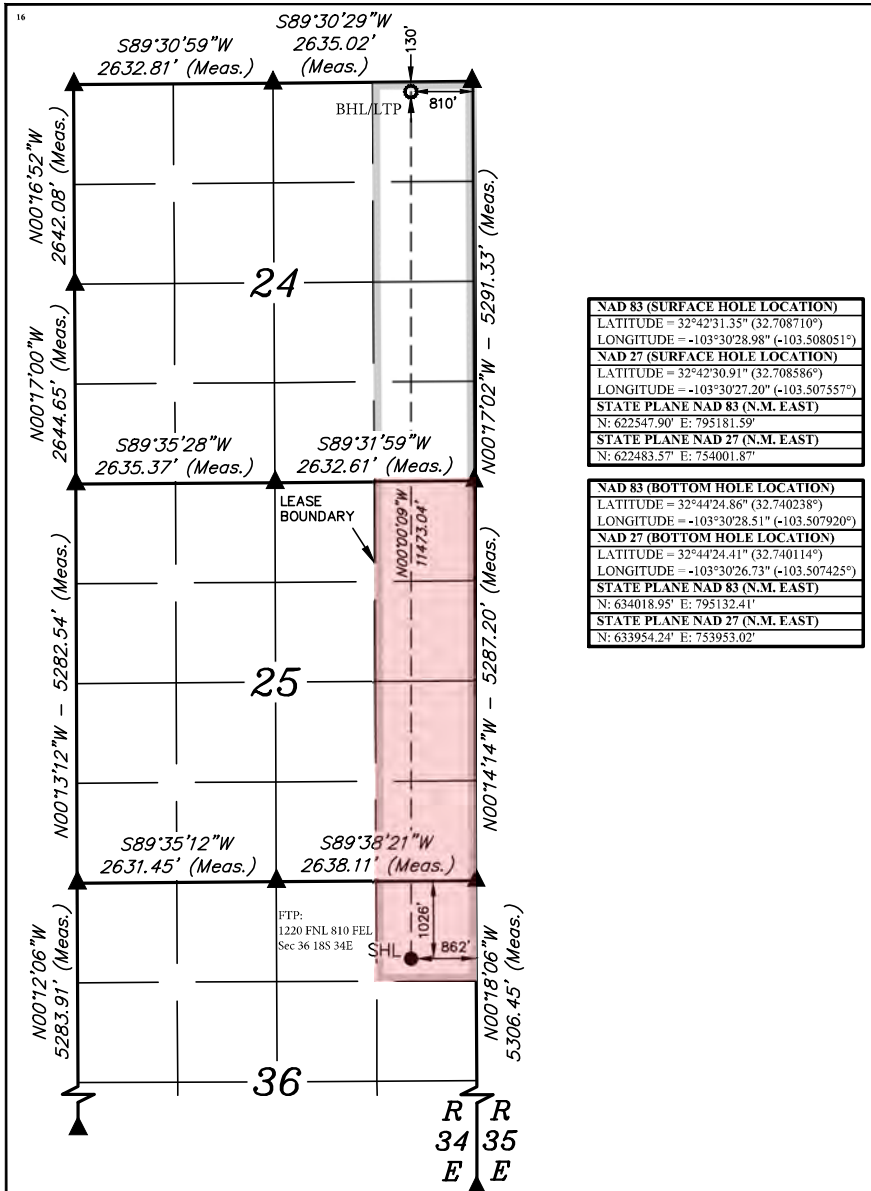 16
S89°30'59"W
2632.81' (Meas.)
S89°30'29"W
2635.02'
(Meas.)
130'
810'
BHL/LTP
N00°16'52"W
2642.08' (Meas.)
24
N00°17'02"W – 5291.33' (Meas.)
N00°17'00"W
2644.65' (Meas.)
S89°35'28"W
2635.37' (Meas.)
S89°31'59"W
2632.61' (Meas.)
LEASE
BOUNDARY
N00°00'09"W
11473.04'
N00°13'12"W – 5282.54' (Meas.)
25
N00°14'14"W – 5287.20' (Meas.)
S89°35'12"W
2631.45' (Meas.)
S89°38'21"W
2638.11' (Meas.)
FTP:
1220 FNL 810 FEL
Sec 36 18S 34E
1026'
SHL
862'
N00°12'06"W
5283.91' (Meas.)
N00°18'06"W
5306.45' (Meas.)
36
R R
34 35
E E
NAD 83 (SURFACE HOLE LOCATION)
LATITUDE = 32°42'31.35" (32.708710°)
LONGITUDE = -103°30'28.98" (-103.508051°)
NAD 27 (SURFACE HOLE LOCATION)
LATITUDE = 32°42'30.91" (32.708586°)
LONGITUDE = -103°30'27.20" (-103.507557°)
STATE PLANE NAD 83 (N.M. EAST)
N: 622547.90' E: 795181.59'
STATE PLANE NAD 27 (N.M. EAST)
N: 622483.57' E: 754001.87'
NAD 83 (BOTTOM HOLE LOCATION)
LATITUDE = 32°44'24.86" (32.740238°)
LONGITUDE = -103°30'28.51" (-103.507920°)
NAD 27 (BOTTOM HOLE LOCATION)
LATITUDE = 32°44'24.41" (32.740114°)
LONGITUDE = -103°30'26.73" (-103.507425°)
STATE PLANE NAD 83 (N.M. EAST)
N: 634018.95' E: 795132.41'
STATE PLANE NAD 27 (N.M. EAST)
N: 633954.24' E: 753953.02'